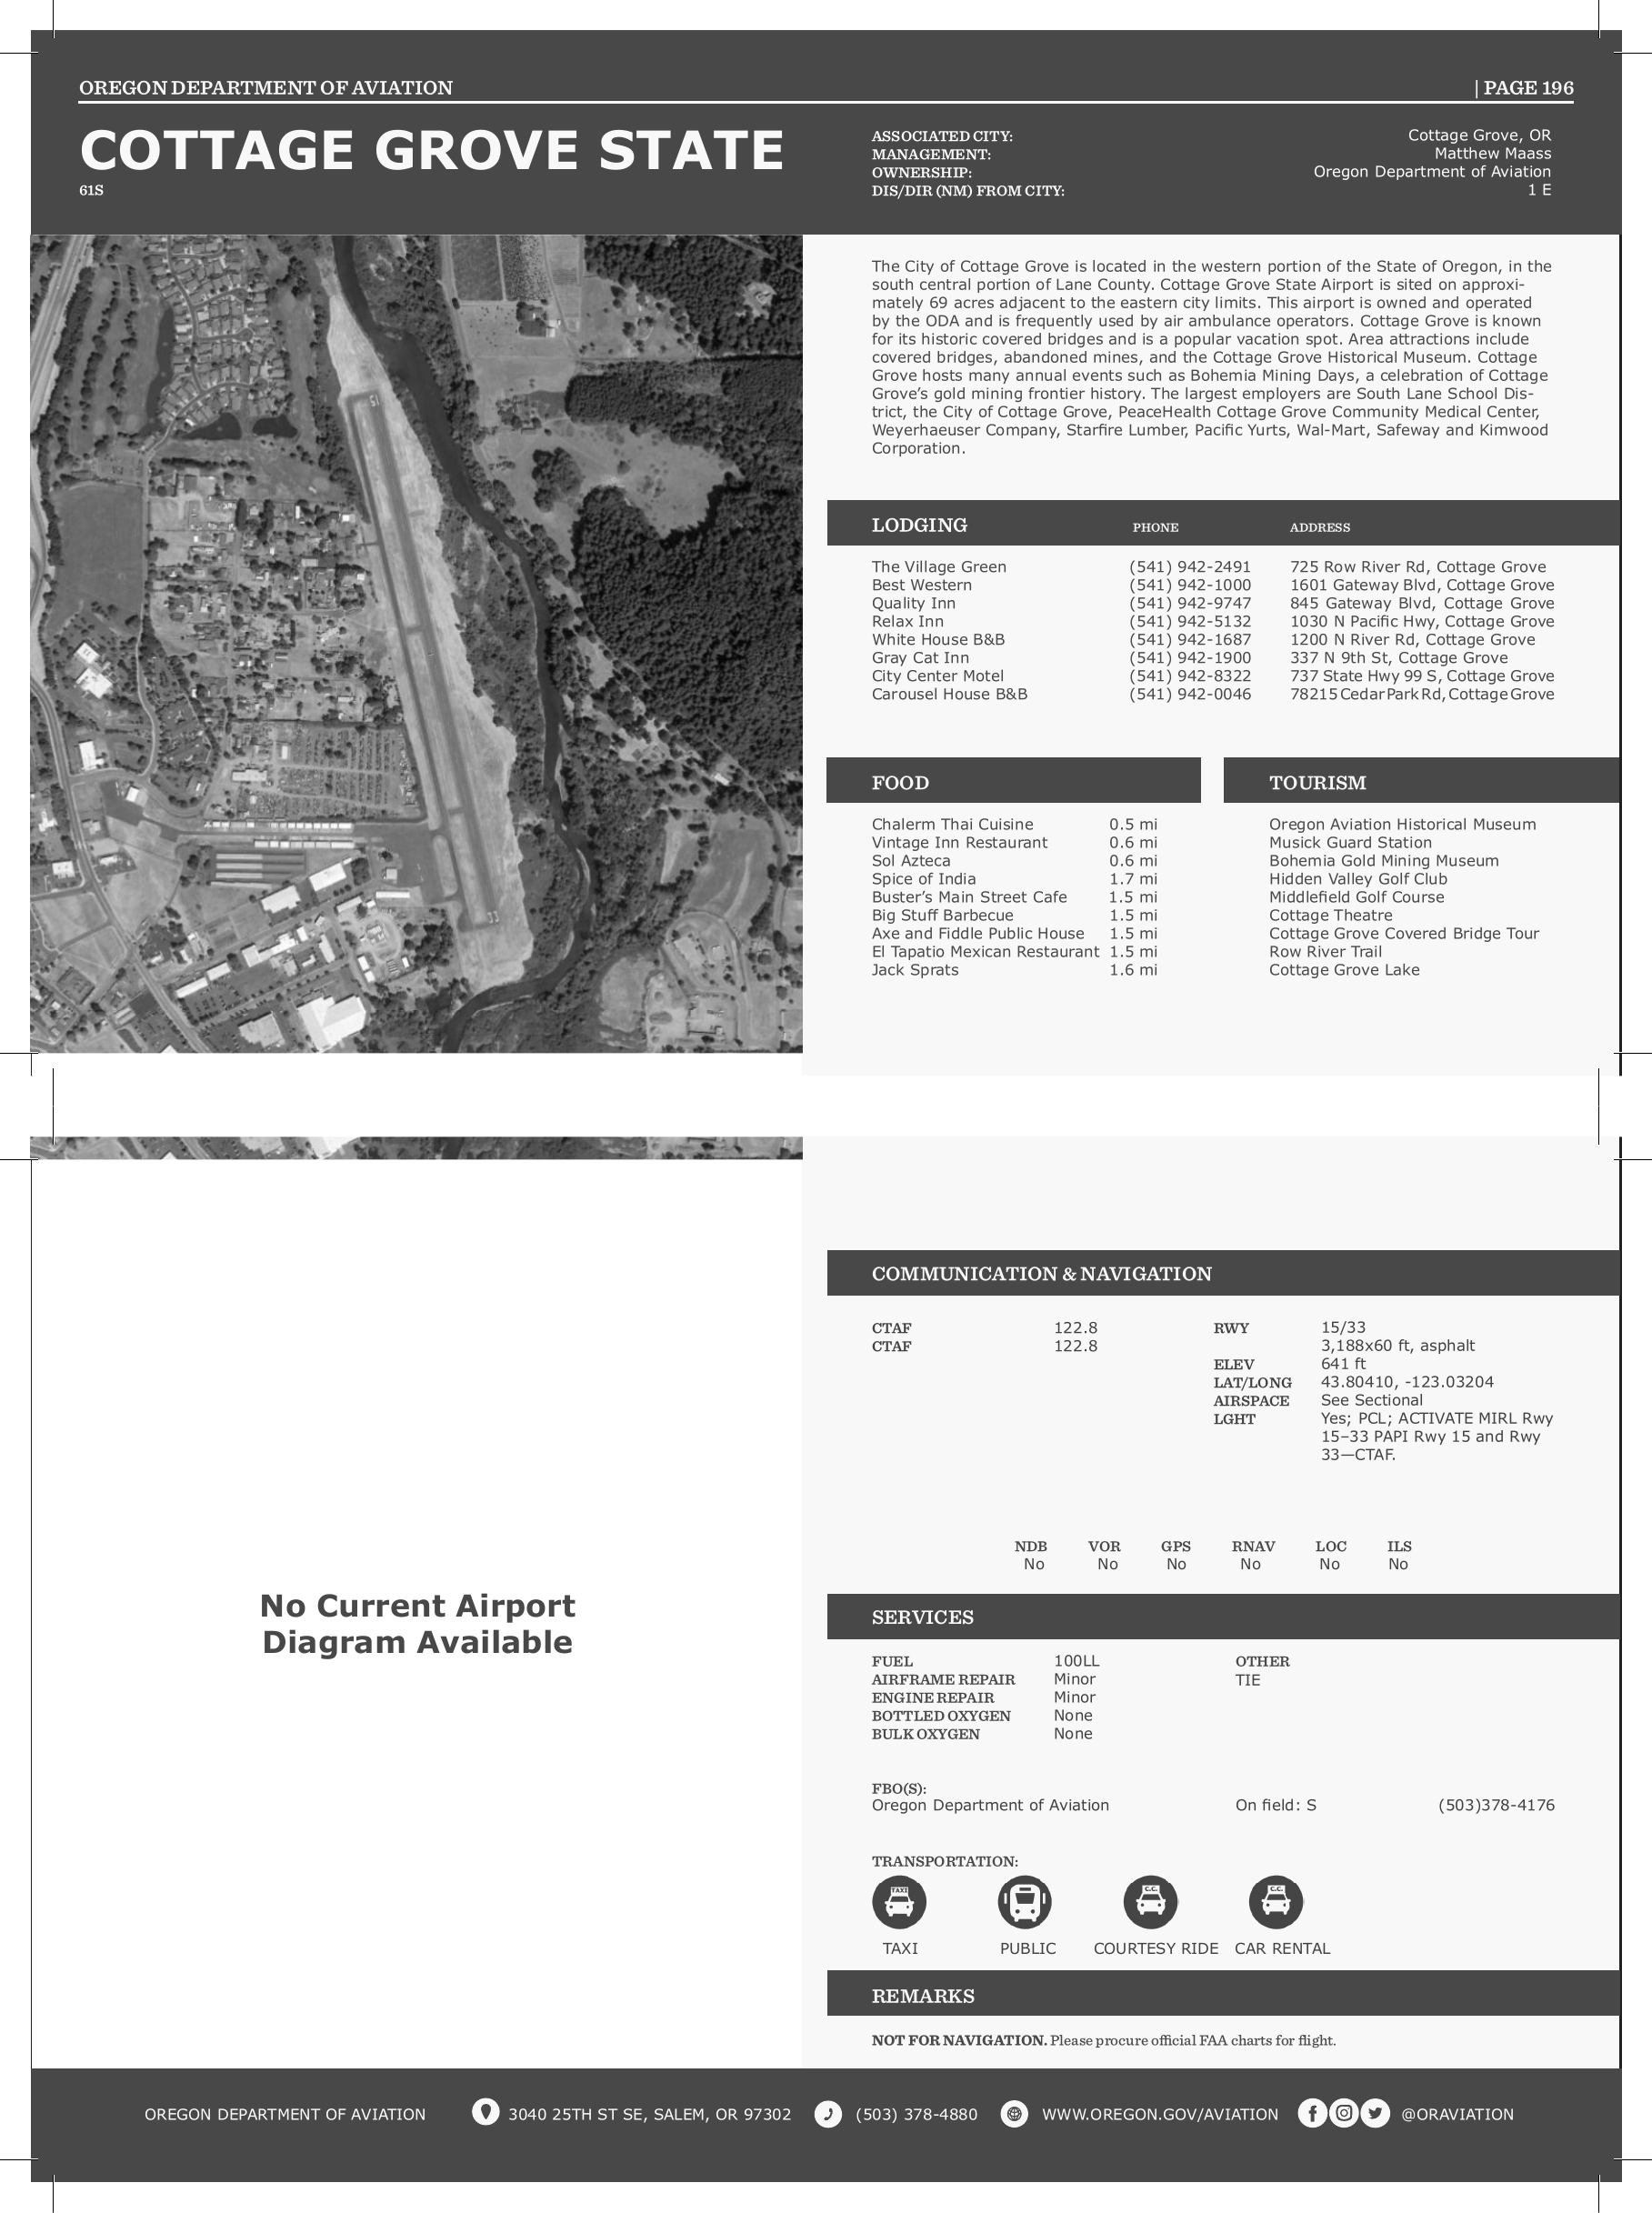 OREGON DEPARTMENT OF AVIATION
| PAGE 196
COTTAGE GROVE STATE
61S
ASSOCIATED CITY: Cottage Grove, OR
MANAGEMENT: Matthew Maass
OWNERSHIP: Oregon Department of Aviation
DIS/DIR (NM) FROM CITY: 1 E
The City of Cottage Grove is located in the western portion of the State of Oregon, in the
south central portion of Lane County. Cottage Grove State Airport is sited on approxi-
mately 69 acres adjacent to the eastern city limits. This airport is owned and operated
by the ODA and is frequently used by air ambulance operators. Cottage Grove is known
for its historic covered bridges and is a popular vacation spot. Area attractions include
covered bridges, abandoned mines, and the Cottage Grove Historical Museum. Cottage
Grove hosts many annual events such as Bohemia Mining Days, a celebration of Cottage
Grove’s gold mining frontier history. The largest employers are South Lane School Dis-
trict, the City of Cottage Grove, PeaceHealth Cottage Grove Community Medical Center,
Weyerhaeuser Company, Starfire Lumber, Pacific Yurts, Wal-Mart, Safeway and Kimwood
Corporation.
15
33
LODGING PHONE ADDRESS
The Village Green (541) 942-2491 725 Row River Rd, Cottage Grove
Best Western (541) 942-1000 1601 Gateway Blvd, Cottage Grove
Quality Inn (541) 942-9747 845 Gateway Blvd, Cottage Grove
Relax Inn (541) 942-5132 1030 N Pacific Hwy, Cottage Grove
White House B&B (541) 942-1687 1200 N River Rd, Cottage Grove
Gray Cat Inn (541) 942-1900 337 N 9th St, Cottage Grove
City Center Motel (541) 942-8322 737 State Hwy 99 S, Cottage Grove
Carousel House B&B (541) 942-0046 78215 Cedar Park Rd, Cottage Grove
FOOD
Chalerm Thai Cuisine 0.5 mi
Vintage Inn Restaurant 0.6 mi
Sol Azteca 0.6 mi
Spice of India 1.7 mi
Buster’s Main Street Cafe 1.5 mi
Big Stuff Barbecue 1.5 mi
Axe and Fiddle Public House 1.5 mi
El Tapatio Mexican Restaurant 1.5 mi
Jack Sprats 1.6 mi
TOURISM
Oregon Aviation Historical Museum
Musick Guard Station
Bohemia Gold Mining Museum
Hidden Valley Golf Club
Middlefield Golf Course
Cottage Theatre
Cottage Grove Covered Bridge Tour
Row River Trail
Cottage Grove Lake
No Current Airport
Diagram Available
COMMUNICATION & NAVIGATION
CTAF 122.8
CTAF 122.8
RWY 15/33
3,188x60 ft, asphalt
ELEV 641 ft
LAT/LONG 43.80410, -123.03204
AIRSPACE See Sectional
LGHT Yes; PCL; ACTIVATE MIRL Rwy
15–33 PAPI Rwy 15 and Rwy
33—CTAF.
NDB VOR GPS RNAV LOC ILS
No No No No No No
SERVICES
FUEL 100LL
AIRFRAME REPAIR Minor
ENGINE REPAIR Minor
BOTTLED OXYGEN None
BULK OXYGEN None
OTHER
TIE
FBO(S):
Oregon Department of Aviation On field: S (503)378-4176
TRANSPORTATION:
TAXI C.C. C.C.
TAXI PUBLIC COURTESY RIDE CAR RENTAL
REMARKS
NOT FOR NAVIGATION. Please procure official FAA charts for flight.
OREGON DEPARTMENT OF AVIATION 3040 25TH ST SE, SALEM, OR 97302 (503) 378-4880 WWW.OREGON.GOV/AVIATION @ORAVIATION